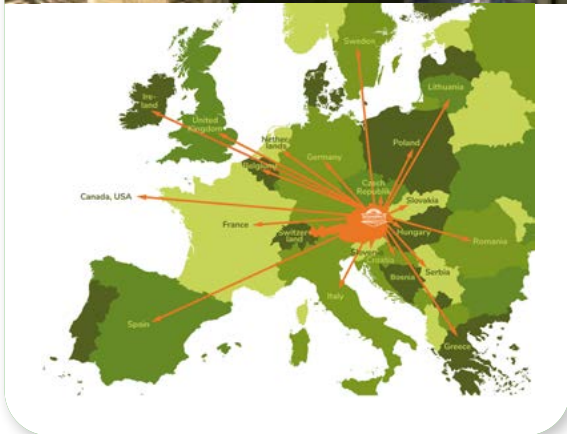 Sweden
Ire-
land
United
Kingdom
Lithuania
Nether-
lands
Belgium
Germany
Poland
Czech
Republik
Slovakia
Canada, USA
France
Switzer-
land
Hungary
Romania
Croatia
Bosnia
Serbia
Italy
Spain
Greece